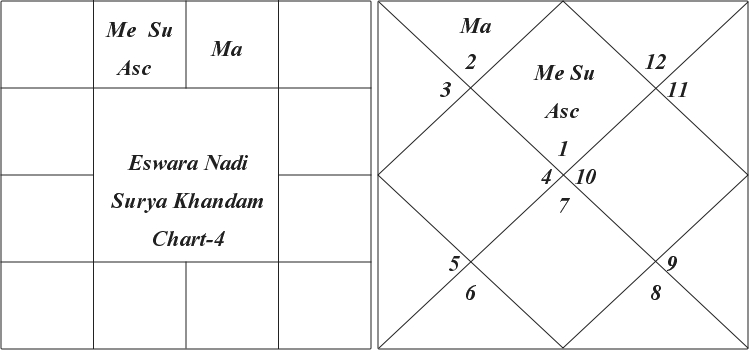 Me Su
Asc
Ma
Eswara Nadi
Surya Khandam
Chart-4
Ma
2
3
Me Su
Asc
1
12
11
4 10
7
5
6
9
8